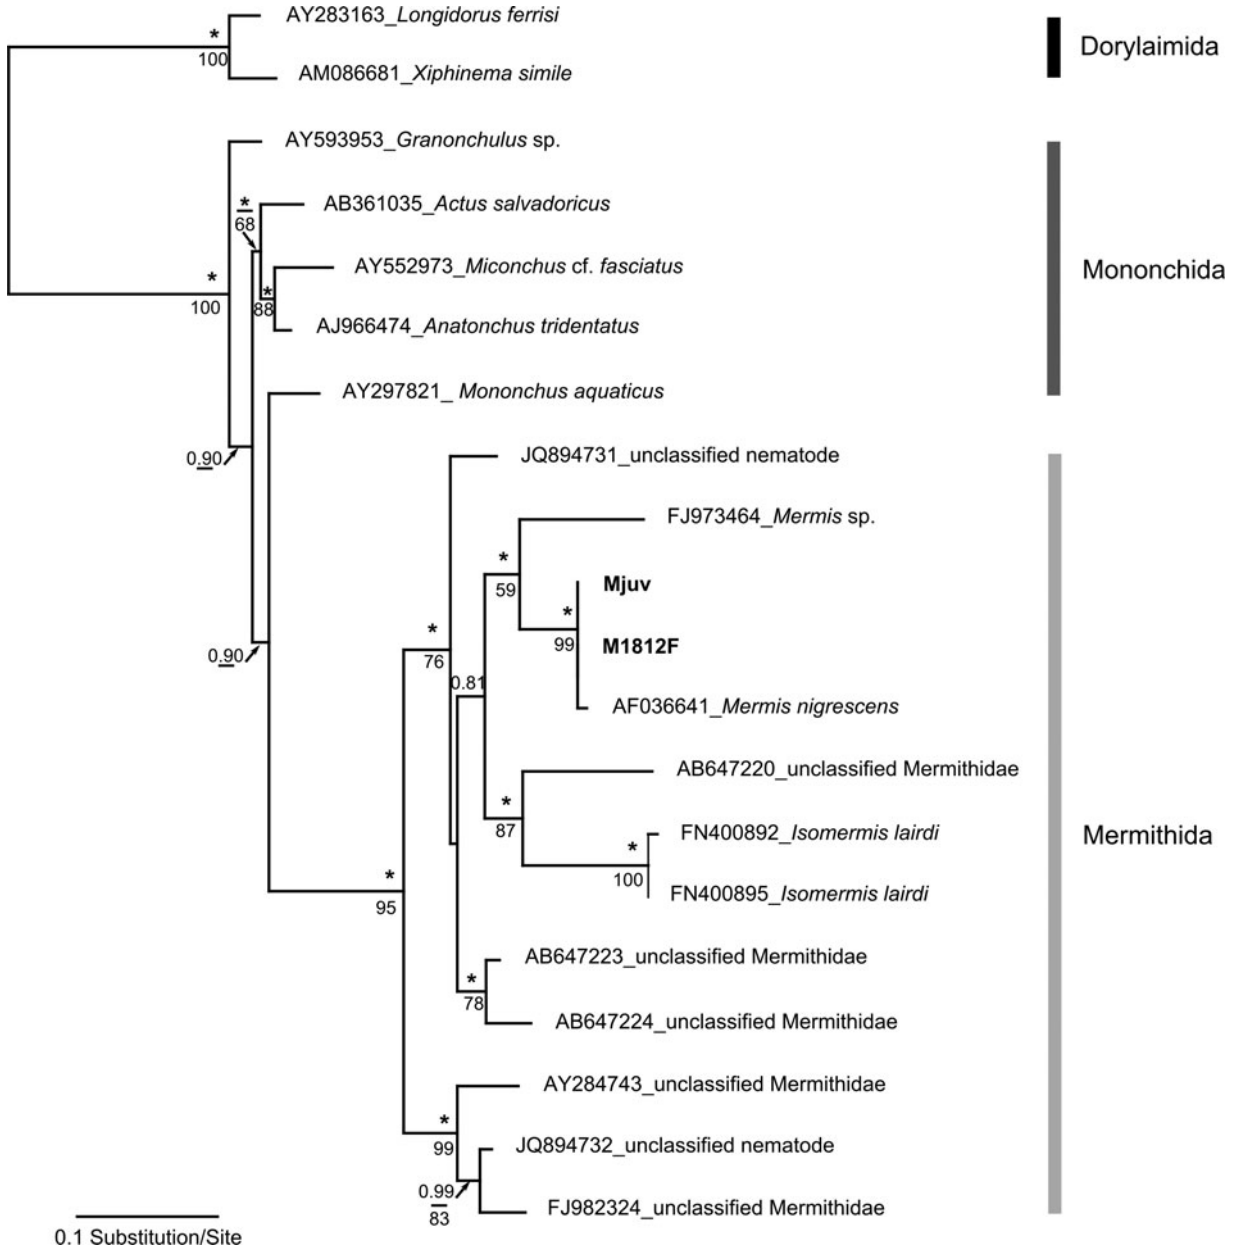 AY283163_Longidorus ferrisi
*
100
AM086681_Xiphinema simile
Dorylaimida
AY593953_Granonchulus sp.
*
68
AB361035_Actus salvadoricus
AY552973_Miconchus cf. fasciatus
*
88
Mononchida
*
100
AJ966474_Anatonchus tridentatus
AY297821_ Mononchus aquaticus
0.90
JQ894731_unclassified nematode
FJ973464_Mermis sp.
*
59
Mjuv
*
99
M1812F
*
76
0.90
0.81
AF036641_Mermis nigrescens
AB647220_unclassified Mermithidae
*
87
FN400892_Isomermis lairdi
*
100
Mermithida
FN400895_Isomermis lairdi
*
95
AB647223_unclassified Mermithidae
*
78
AB647224_unclassified Mermithidae
AY284743_unclassified Mermithidae
*
99
JQ894732_unclassified nematode
0.99
83
FJ982324_unclassified Mermithidae
0.1 Substitution/Site